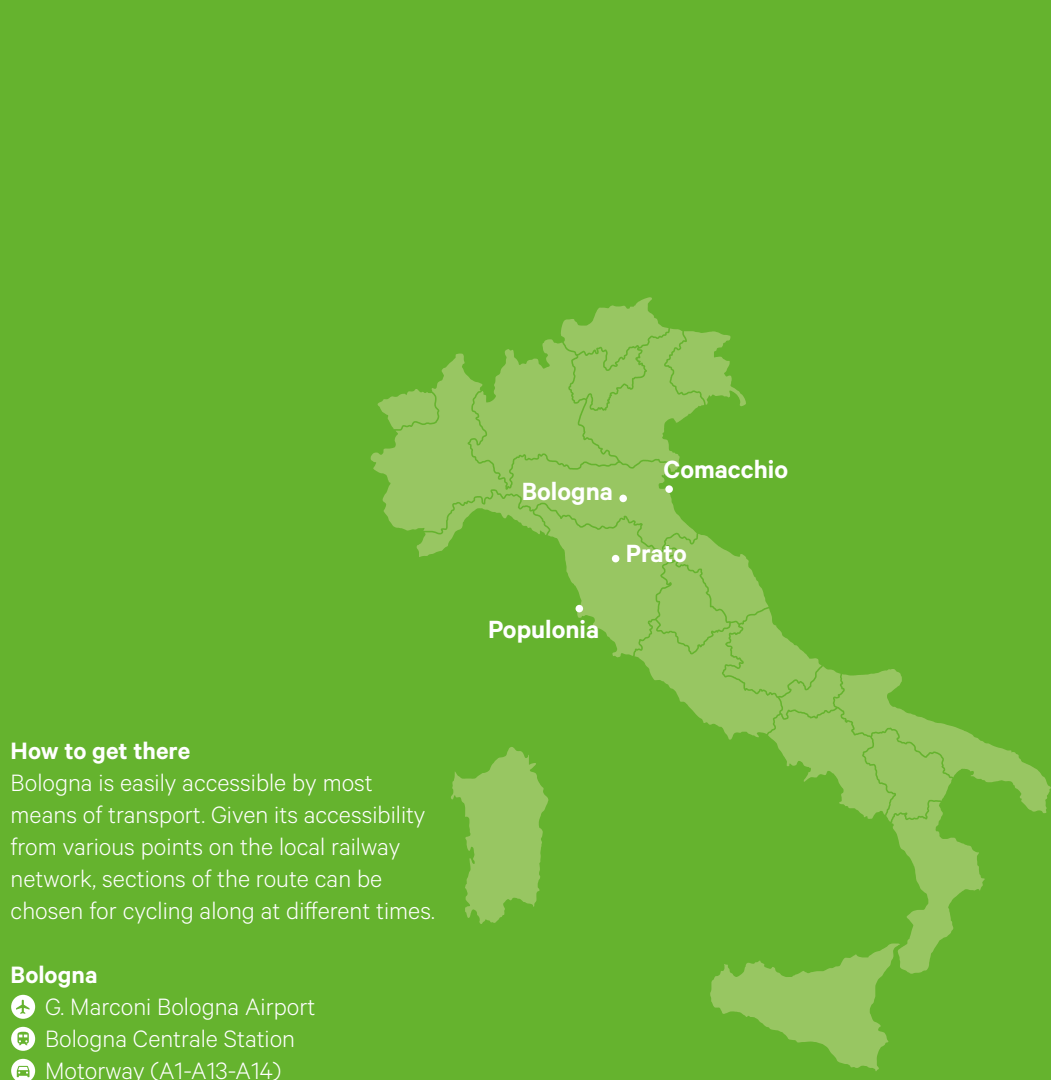 Comacchio
Bologna
Prato
Populonia
How to get there
Bologna is easily accessible by most
means of transport. Given its accessibility
from various points on the local railway
network, sections of the route can be
chosen for cycling along at different times.
Bologna
G. Marconi Bologna Airport
Bologna Centrale Station
Motorway (A1-A13-A14)